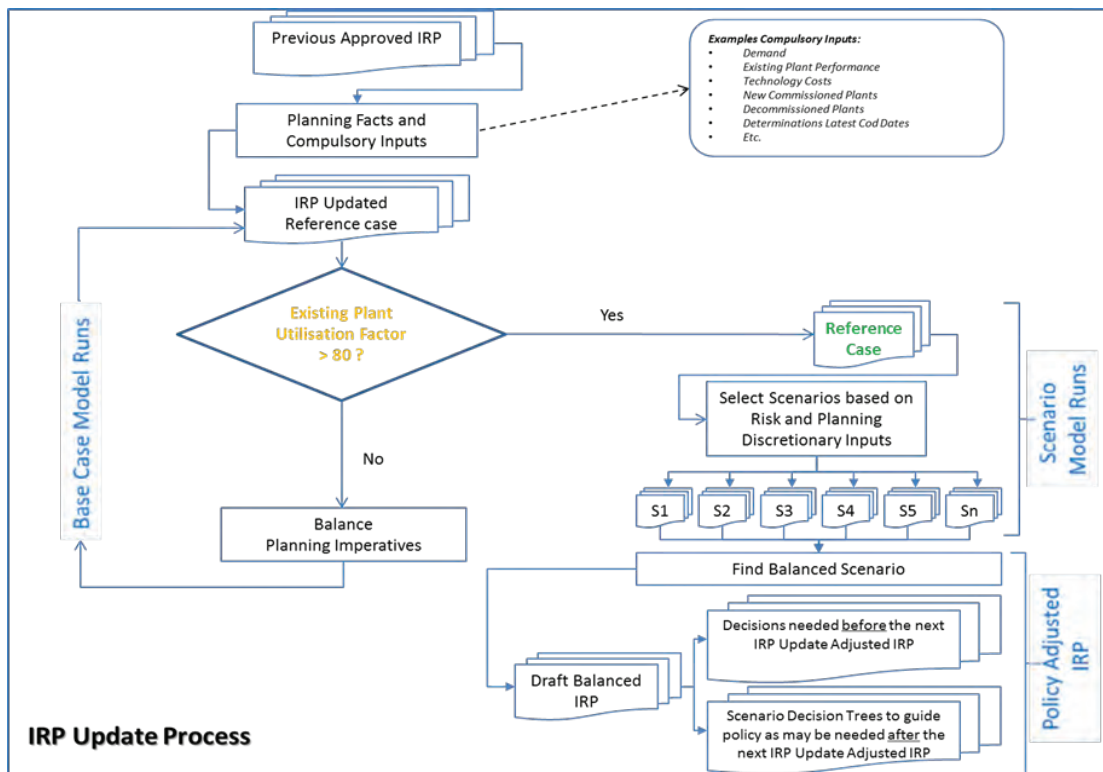 Previous Approved IRP
Examples Compulsory Inputs:
• Demand
• Existing Plant Performance
• Technology Costs
• New Commissioned Plants
• Decommissioned Plants
• Determinations Latest Cod Dates
• Etc.
Planning Facts and
Compulsory Inputs
IRP Updated
Reference case
Existing Plant
Utilisation Factor
> 80 ?
Yes
Reference
Case
Select Scenarios based on
Risk and Planning
Discretionary Inputs
No
S1
S2
S3
S4
S5
Sn
Balance
Planning Imperatives
Find Balanced Scenario
Decisions needed before the next
IRP Update Adjusted IRP
Draft Balanced
IRP
Scenario Decision Trees to guide
policy as may be needed after the
next IRP Update Adjusted IRP
Base Case Model Runs
Scenario
Model Runs
Policy Adjusted
IRP
IRP Update Process